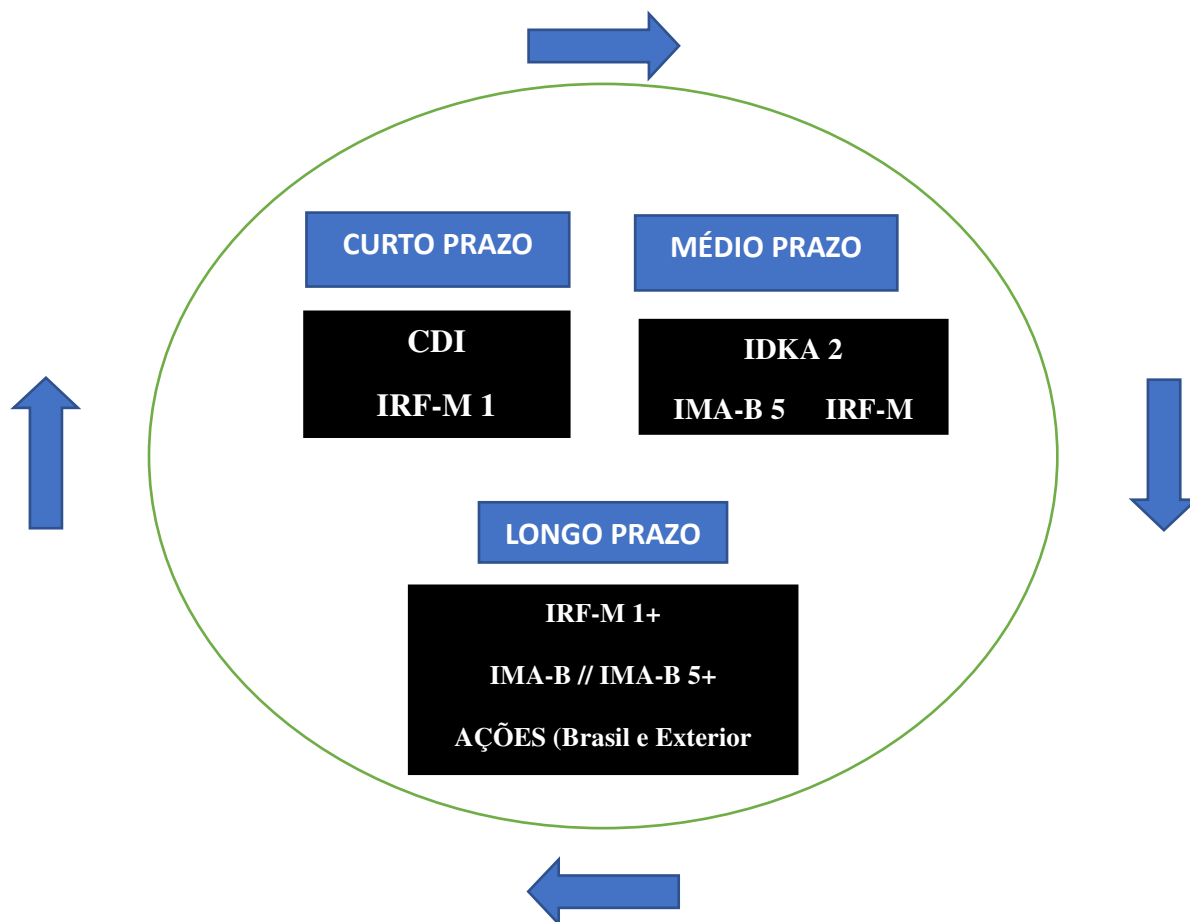 CURTO PRAZO
CDI
IRF-M 1
MÉDIO PRAZO
IDKA 2
IMA-B 5 IRF-M
LONGO PRAZO
IRF-M 1+
IMA-B // IMA-B 5+
AÇÕES (Brasil e Exterior